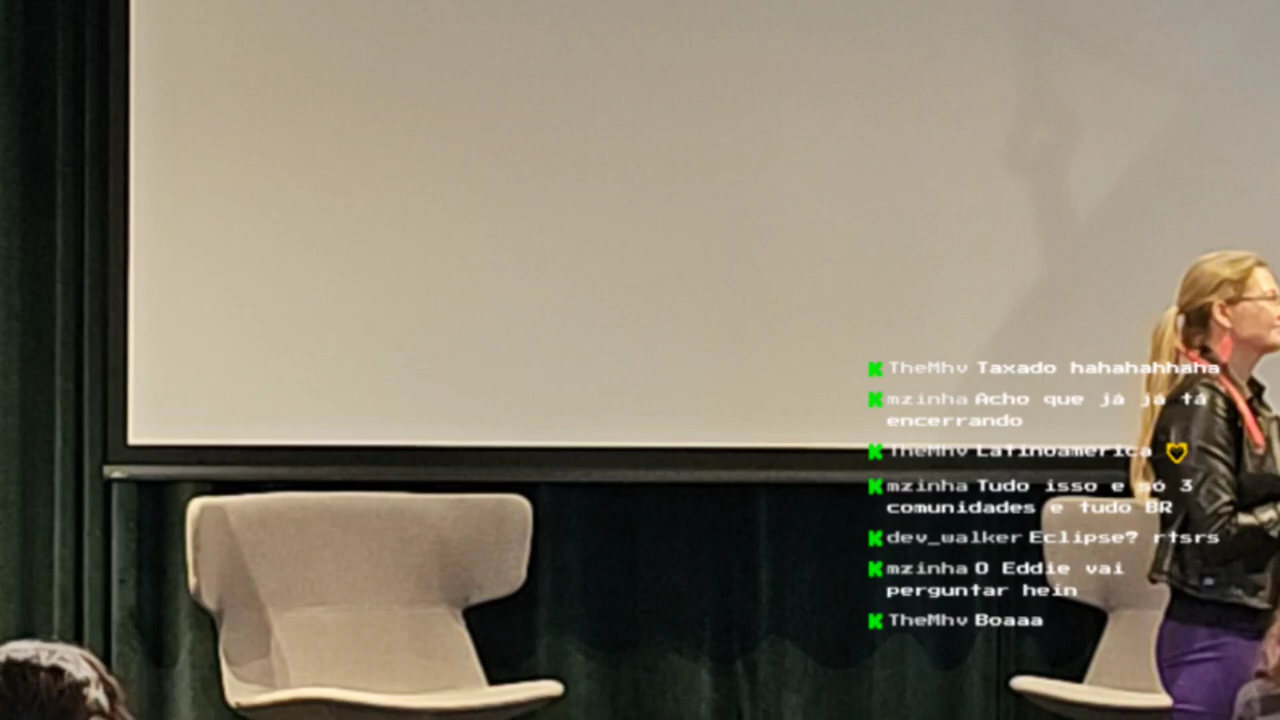 TheMhv Taxado hahahahhaha
mzinha Acho que já já tá
encerrando
TheMhv Latinoamerica
mzinha Tudo isso e só 3
comunidades e tudo BR
dev_walker Eclipse? rtsrs
mzinha O Eddie vai
perguntar hein
TheMhv Boaaa